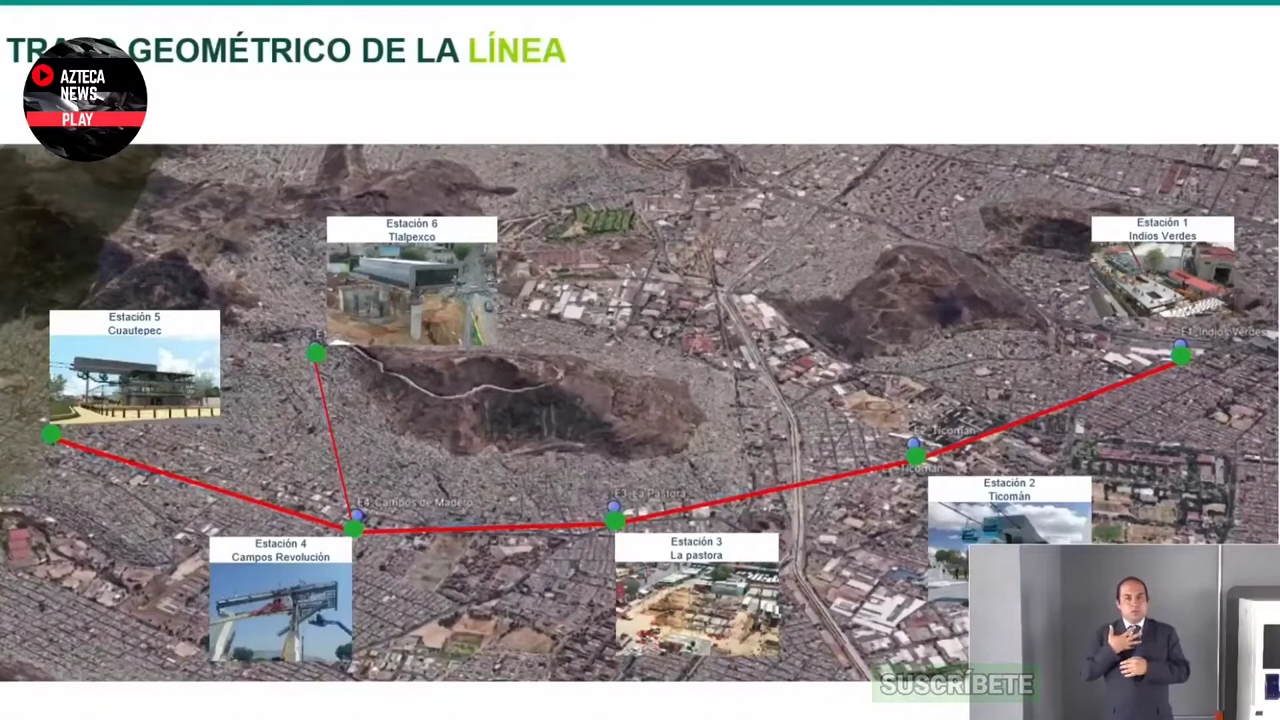 TRA GEOMÉTRICO DE LA LÍNEA
AZTECA
NEWS
PLAY
Estación 6
Tlalpexco
Estación 1
Indios Verdes
Estación 5
Cuautepec
E1. Indios Verdes
E2. Ticomán
Ticomán
E4. Campos de Madero
E3. La Pastora
Estación 2
Ticomán
Estación 4
Campos Revolución
Estación 3
La pastora
SUSCRÍBETE